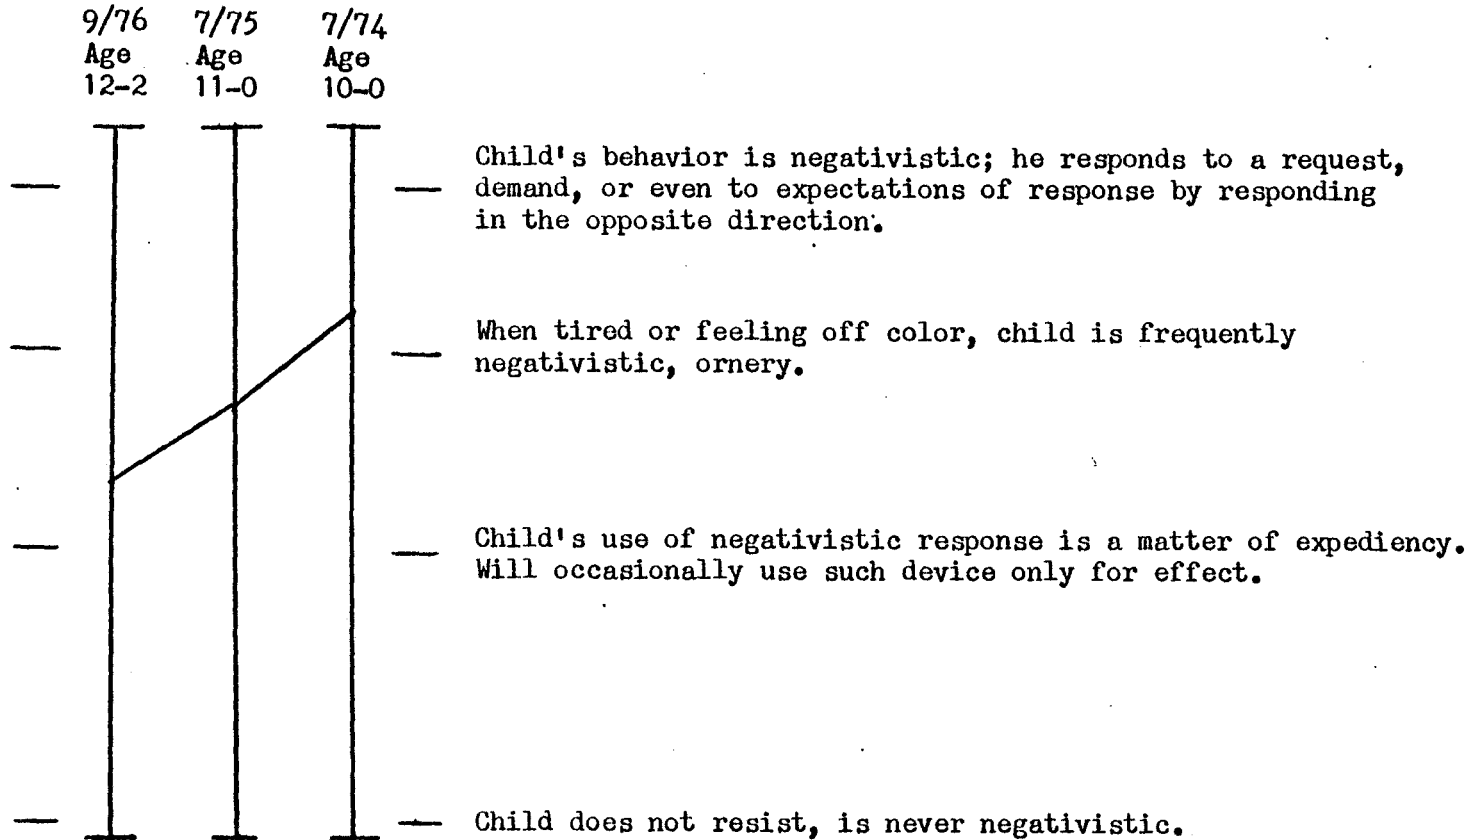 9/76 7/75 7/74
Age Age Age
12-2 11-0 10-0
Child's behavior is negativistic; he responds to a request,
demand, or even to expectations of response by responding
in the opposite direction.
When tired or feeling off color, child is frequently
negativistic, ornery.
Child's use of negativistic response is a matter of expediency.
Will occasionally use such device only for effect.
Child does not resist, is never negativistic.